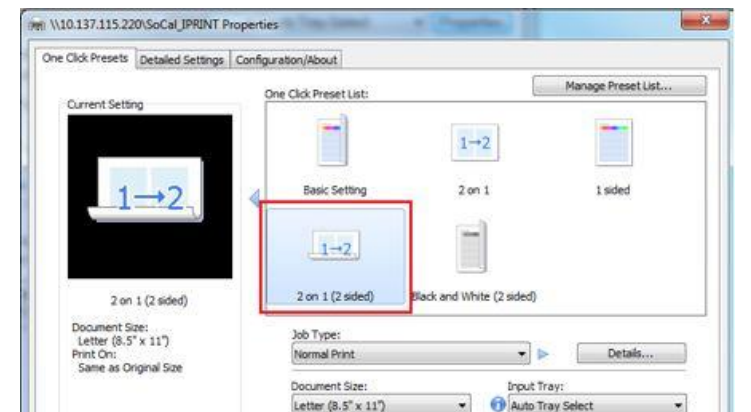 \\10.137.115.220\SoCal_IPRINT Properties
One Click Presets Detailed Settings Configuration/About
Manage Preset List...
Current Setting
One Click Preset List:
1→2
1→2
Basic Setting 2 on 1 1 sided
1→2
2 on 1 (2 sided) Black and White (2 sided)
2 on 1 (2 sided)
Document Size:
Letter (8.5" x 11")
Print On:
Same as Original Size
Job Type:
Normal Print Details...
Document Size: Input Tray:
Letter (8.5" x 11") Auto Tray Select